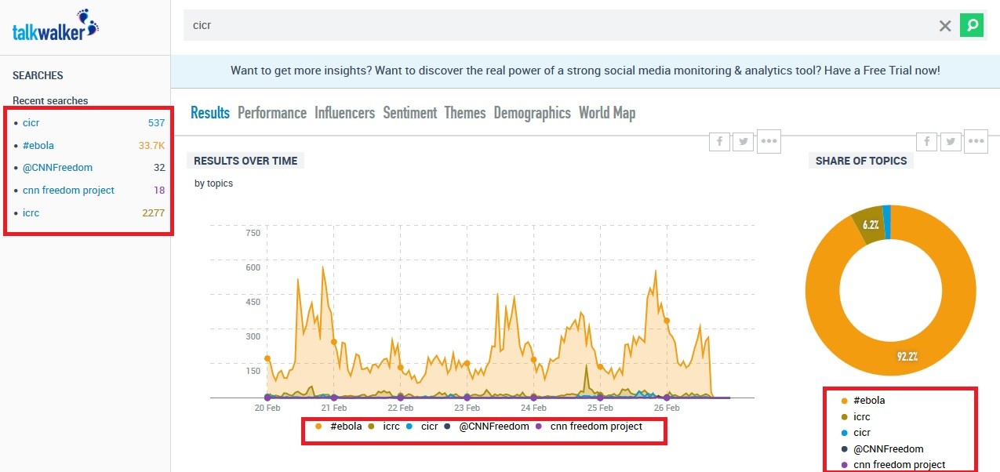 talkwalker
cicr
Want to get more insights? Want to discover the real power of a strong social media monitoring & analytics tool? Have a Free Trial now!
SEARCHES
Recent searches
cicr 537
#ebola 33.7K
@CNNFreedom 32
cnn freedom project 18
icrc 2277
Results Performance Influencers Sentiment Themes Demographics World Map
RESULTS OVER TIME
by topics
750
600
450
300
150
20 Feb 21 Feb 22 Feb 23 Feb 24 Feb 25 Feb 26 Feb
#ebola icrc cicr @CNNFreedom cnn freedom project
SHARE OF TOPICS
6.2%
92.2%
#ebola
icrc
cicr
@CNNFreedom
cnn freedom project